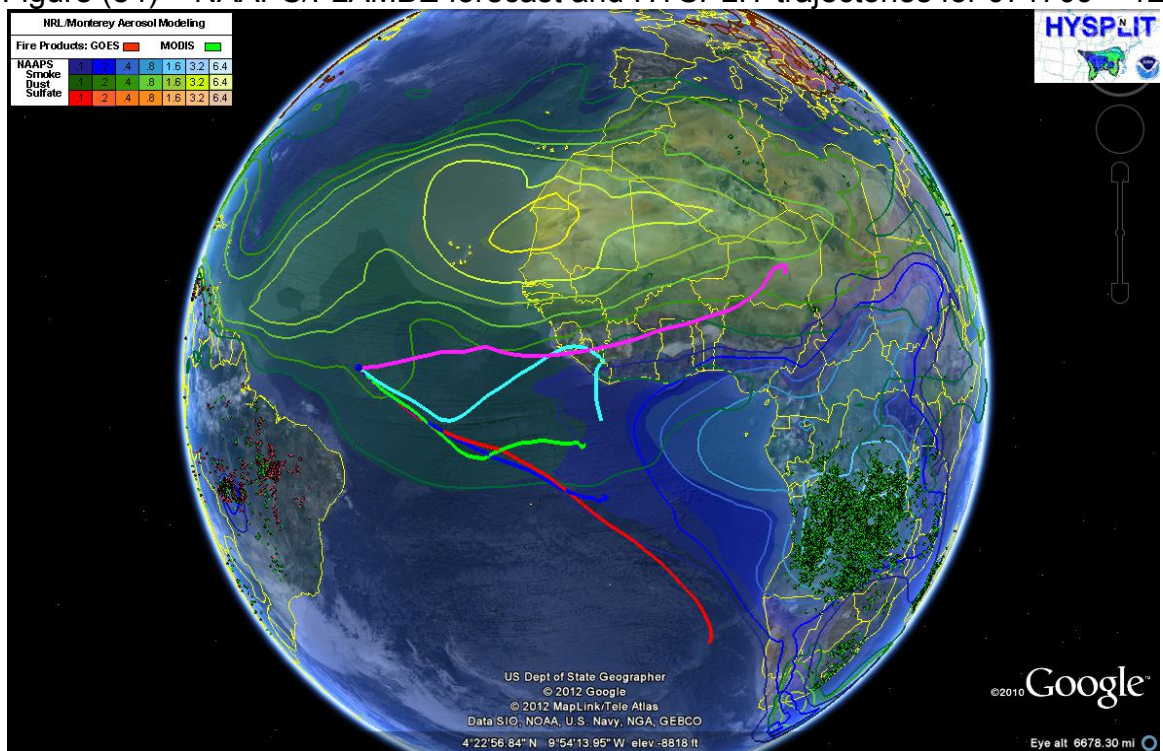 NRL/Monterey Aerosol Modeling
Fire Products: GOES MODIS
NAAPS
Smoke .1 .2 .4 .8 1.6 3.2 6.4
Dust .1 .2 .4 .8 1.6 3.2 6.4
Sulfate .1 .2 .4 .8 1.6 3.2 6.4
HYSPLIT
US Dept of State Geographer
© 2012 Google
© 2012 MapLink/Tele Atlas
Data SIO, NOAA, U.S. Navy, NGA, GEBCO
©2010 Google
4°22'56.84" N 9°54'13.95" W elev -8818 ft
Eye alt 6678.30 mi